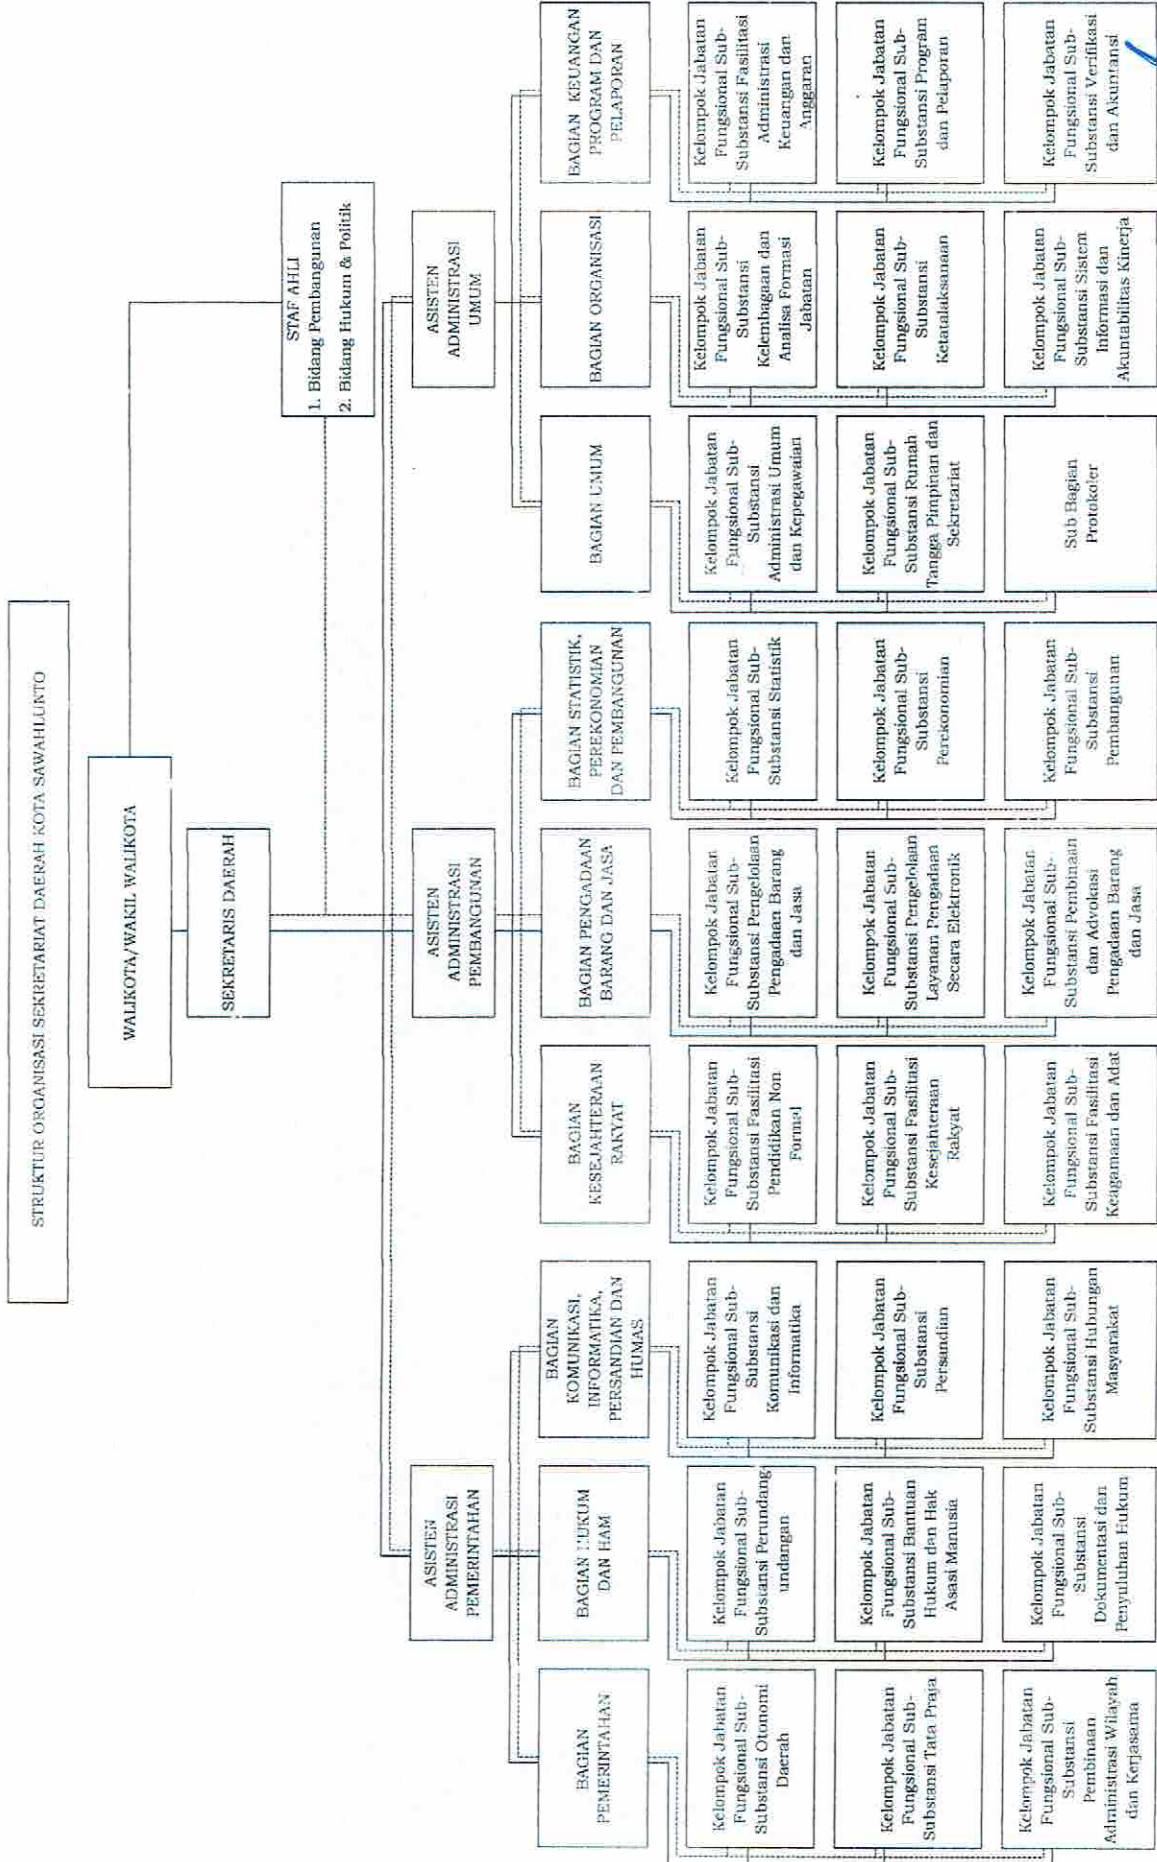 STRUKTUR ORGANISASI SEKRETARIAT DAERAH KOTA SAWAHLUNTO
WALIKOTA/WAKIL WALIKOTA
SEKRETARIS DAERAH
STAF AHLI
1. Bidang Pembangunan
2. Bidang Hukum & Politik
ASISTEN
ADMINISTRASI
PEMERINTAHAN
ASISTEN
ADMINISTRASI
PEMBANGUNAN
ASISTEN
ADMINISTRASI
UMUM
BAGIAN
PEMERINTAHAN
BAGIAN HUKUM
DAN HAM
BAGIAN
KOMUNIKASI,
INFORMATIKA,
PERSANDIAN DAN
HUMAS
BAGIAN
KESEJAHTERAAN
RAKYAT
BAGIAN PENGADAAN
BARANG DAN JASA
BAGIAN STATISTIK,
PEREKONOMIAN
DAN PEMBANGUNAN
BAGIAN UMUM
BAGIAN ORGANISASI
BAGIAN KEUANGAN
PROGRAM DAN
PELAPORAN
Kelompok Jabatan
Fungsional Sub-
Substansi Otonomi
Daerah
Kelompok Jabatan
Fungsional Sub-
Substansi Perundang
undangan
Kelompok Jabatan
Fungsional Sub-
Substansi
Komunikasi dan
Informatika
Kelompok Jabatan
Fungsional Sub-
Substansi Fasilitasi
Pendidikan Non
Formal
Kelompok Jabatan
Fungsional Sub-
Substansi Pengelolaan
Pengadaan Barang
dan Jasa
Kelompok Jabatan
Fungsional Sub-
Substansi Statistik
Kelompok Jabatan
Fungsional Sub-
Substansi
Administrasi Umum
dan Kepegawaian
Kelompok Jabatan
Fungsional Sub-
Substansi
Kelembagaan dan
Analisa Formasi
Jabatan
Kelompok Jabatan
Fungsional Sub-
Substansi Fasilitasi
Administrasi
Keuangan dan
Anggaran
Kelompok Jabatan
Fungsional Sub-
Substansi Tata Praja
Kelompok Jabatan
Fungsional Sub-
Substansi Bantuan
Hukum dan Hak
Asasi Manusia
Kelompok Jabatan
Fungsional Sub-
Substansi
Persandian
Kelompok Jabatan
Fungsional Sub-
Substansi Fasilitasi
Kesejahteraan
Rakyat
Kelompok Jabatan
Fungsional Sub-
Substansi Pengelolaan
Layanan Pengadaan
Secara Elektronik
Kelompok Jabatan
Fungsional Sub-
Substansi
Perekonomian
Kelompok Jabatan
Fungsional Sub-
Substansi Rumah
Tangga Pimpinan dan
Sekretariat
Kelompok Jabatan
Fungsional Sub-
Substansi
Ketatalaksanaan
Kelompok Jabatan
Fungsional Sub-
Substansi Program
dan Pelaporan
Kelompok Jabatan
Fungsional Sub-
Substansi
Pembinaan
Administrasi Wilayah
dan Kerjasama
Kelompok Jabatan
Fungsional Sub-
Substansi
Dokumentasi dan
Penyuluhan Hukum
Kelompok Jabatan
Fungsional Sub-
Substansi Hubungan
Masyarakat
Kelompok Jabatan
Fungsional Sub-
Substansi Fasilitasi
Keagamaan dan Adat
Kelompok Jabatan
Fungsional Sub-
Substansi Pembinaan
dan Advokasi
Pengadaan Barang
dan Jasa
Kelompok Jabatan
Fungsional Sub-
Substansi
Pembangunan
Sub Bagian
Protokoler
Kelompok Jabatan
Fungsional Sub-
Substansi Sistem
Informasi dan
Akuntabilitas Kinerja
Kelompok Jabatan
Fungsional Sub-
Substansi Verifikasi
dan Akuntansi